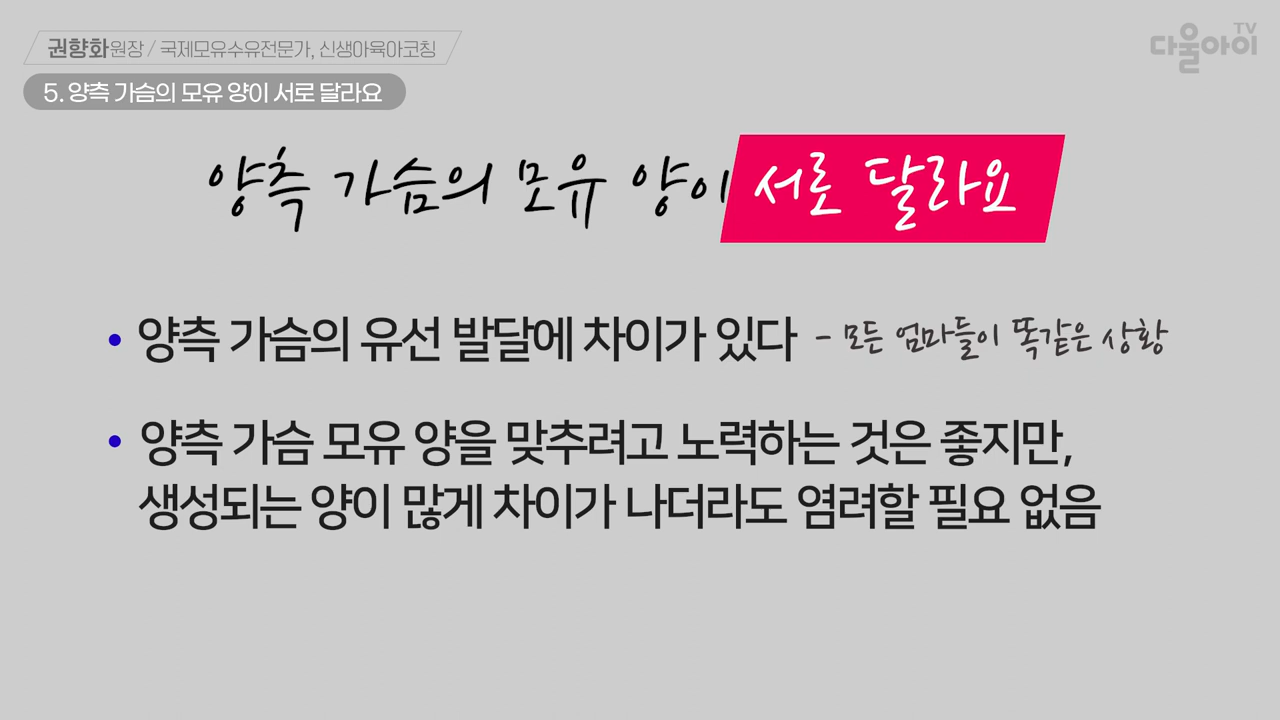 권향화원장 / 국제모유수유전문가, 신생아육아코칭
다울아이 TV
5. 양측 가슴의 모유 양이 서로 달라요
양측 가슴의 모유 양이 서로 달라요
• 양측 가슴의 유선 발달에 차이가 있다 - 모든 엄마들이 똑같은 상황
• 양측 가슴 모유 양을 맞추려고 노력하는 것은 좋지만,
생성되는 양이 많게 차이가 나더라도 염려할 필요 없음